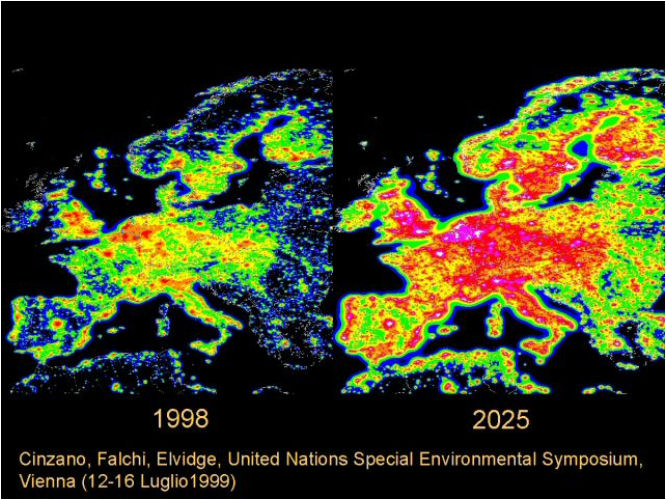 1998
2025
Cinzano, Falchi, Elvidge, United Nations Special Environmental Symposium,
Vienna (12-16 Luglio1999)